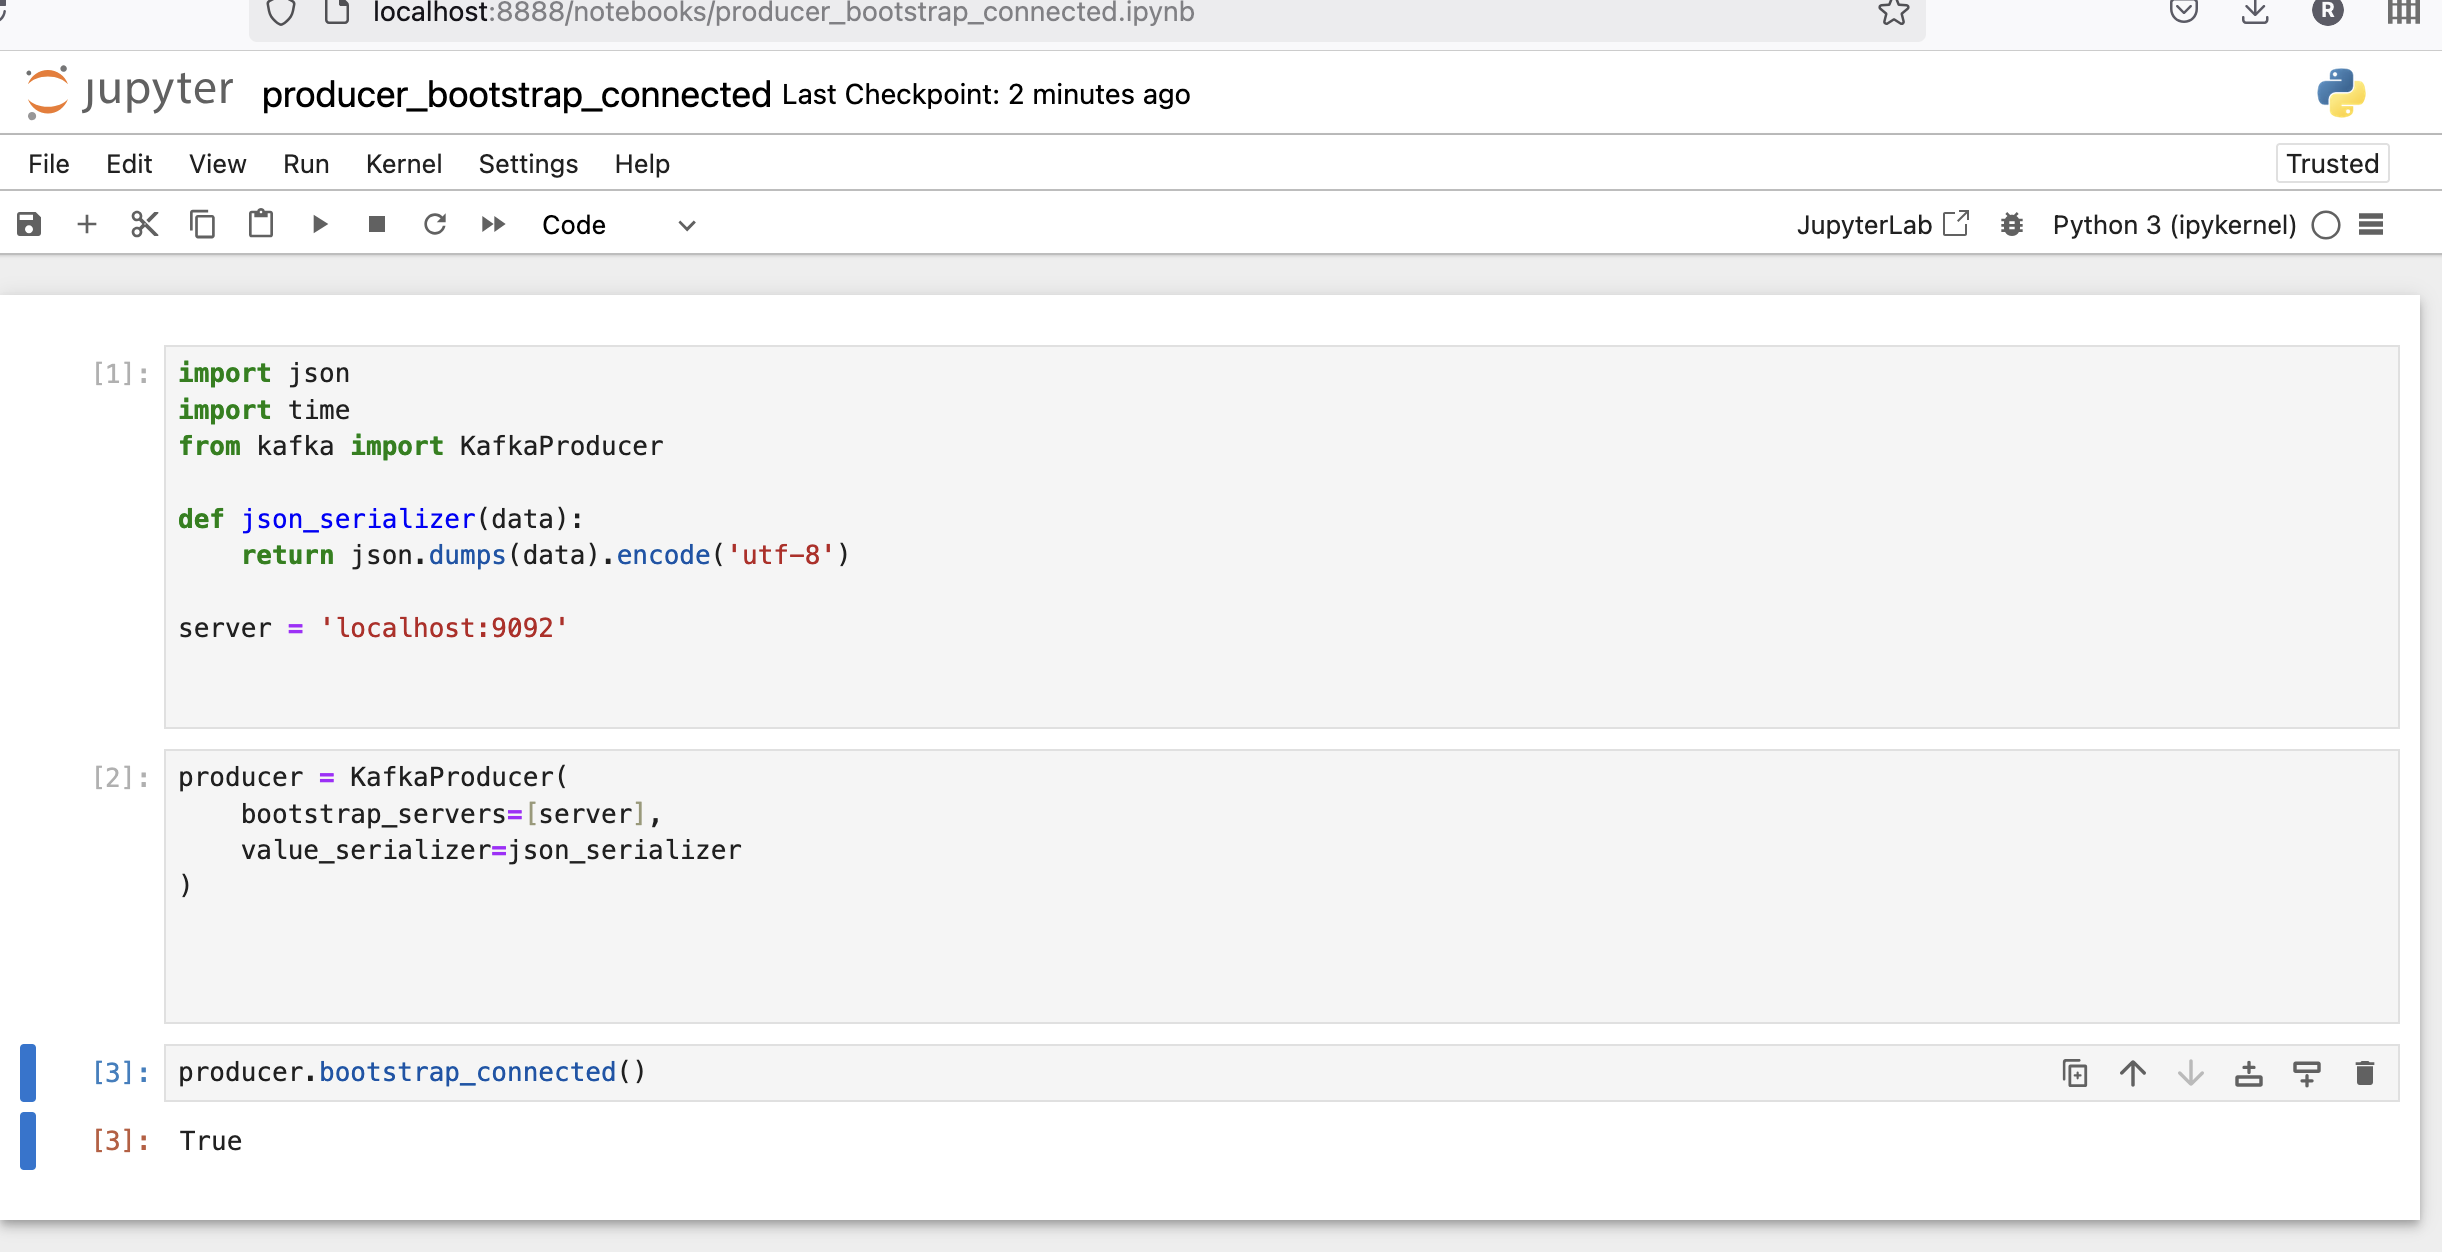 localhost:8888/notebooks/producer_bootstrap_connected.ipynb
R
jupyter producer_bootstrap_connected Last Checkpoint: 2 minutes ago
File Edit View Run Kernel Settings Help Trusted
Code JupyterLab Python 3 (ipykernel)
[1]: import json
import time
from kafka import KafkaProducer

def json_serializer(data):
    return json.dumps(data).encode('utf-8')

server = 'localhost:9092'
[2]: producer = KafkaProducer(
    bootstrap_servers=[server],
    value_serializer=json_serializer
)
[3]: producer.bootstrap_connected()
[3]: True